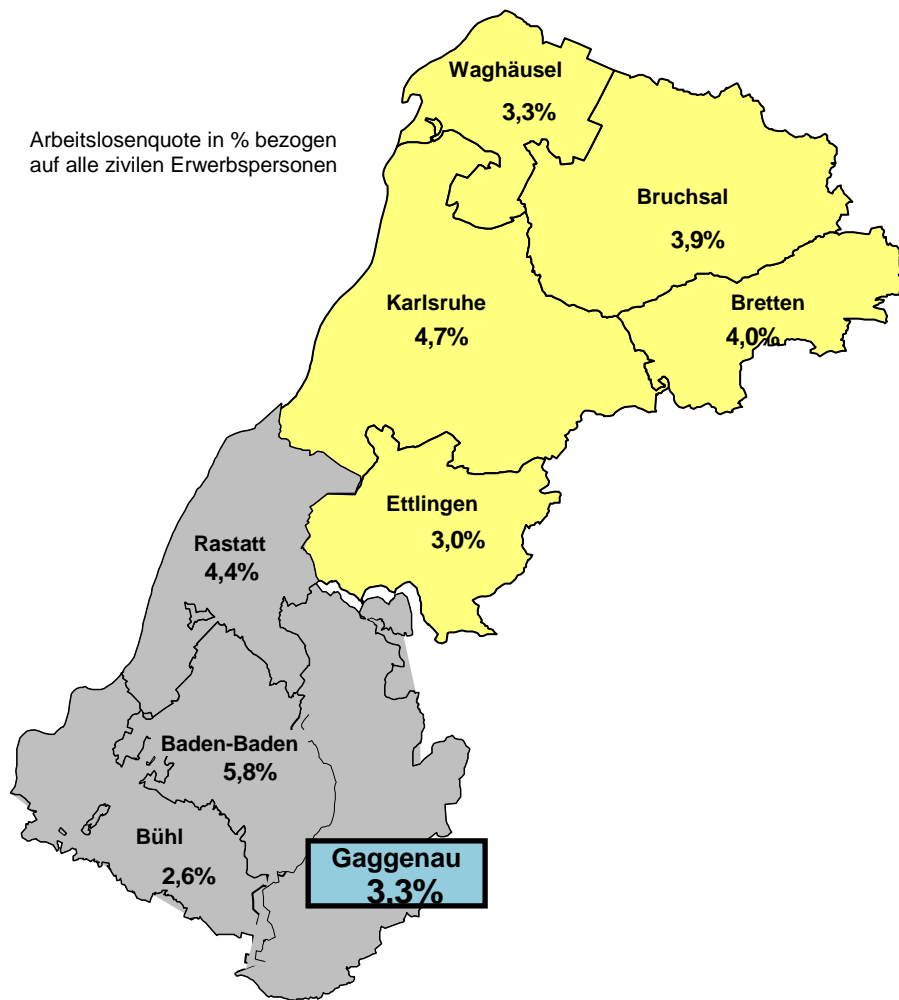 Waghäusel
3,3%
Arbeitslosenquote in % bezogen
auf alle zivilen Erwerbspersonen
Bruchsal
3,9%
Karlsruhe
4,7%
Bretten
4,0%
Ettlingen
3,0%
Rastatt
4,4%
Baden-Baden
5,8%
Bühl
2,6%
Gaggenau
3,3%